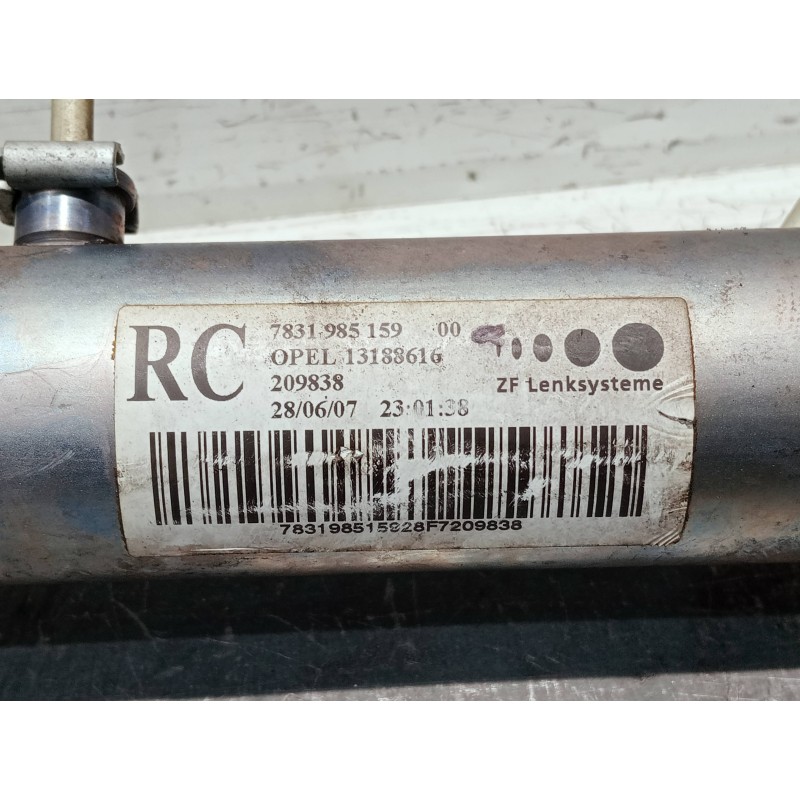 RC
7831 985 159 00
OPEL 13188616
209838
28/06/07 23:01:38
ZF Lenksysteme
783198515928F7209838